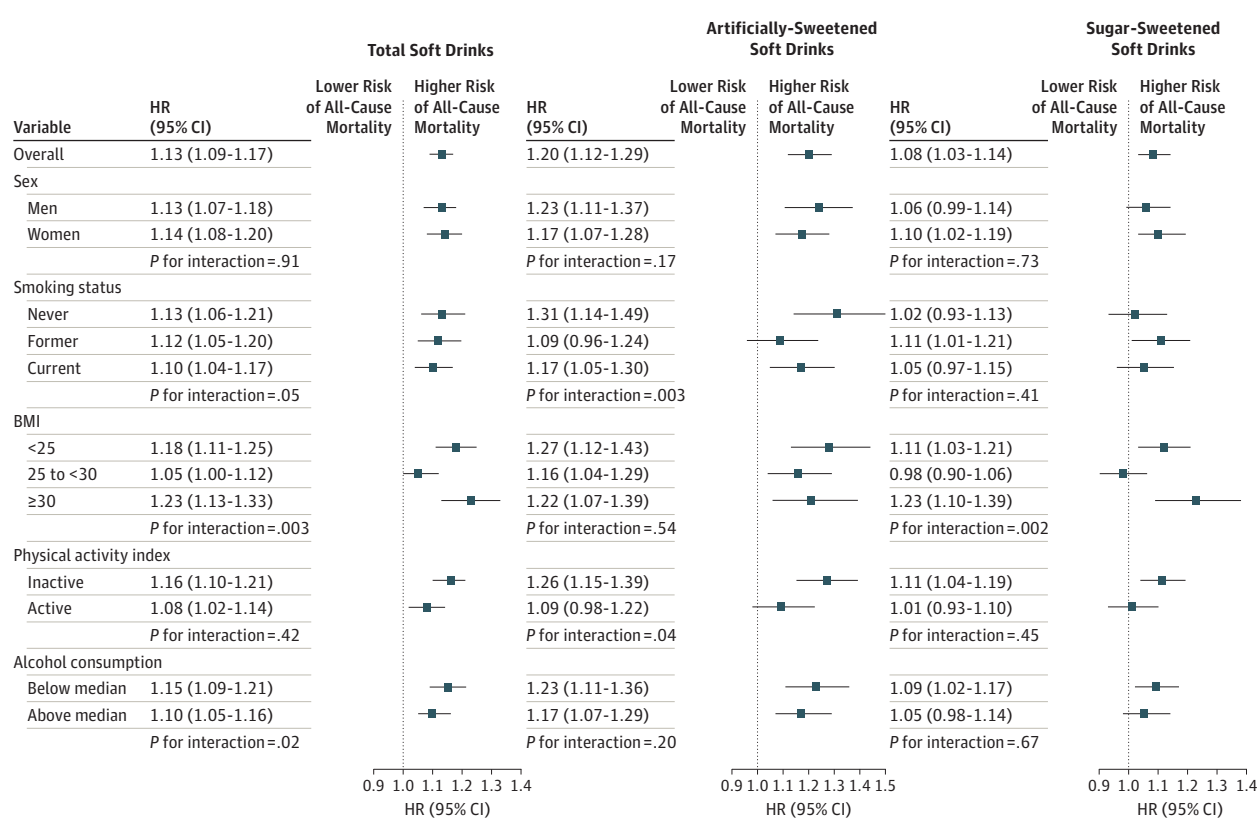 Total Soft Drinks
Artificially-Sweetened
Soft Drinks
Sugar-Sweetened
Soft Drinks
Variable
HR
(95% CI)
Lower Risk
of All-Cause
Mortality
Higher Risk
of All-Cause
Mortality
HR
(95% CI)
Lower Risk
of All-Cause
Mortality
Higher Risk
of All-Cause
Mortality
HR
(95% CI)
Lower Risk
of All-Cause
Mortality
Higher Risk
of All-Cause
Mortality
Overall 1.13 (1.09-1.17) 1.20 (1.12-1.29) 1.08 (1.03-1.14)
Sex
Men 1.13 (1.07-1.18) 1.23 (1.11-1.37) 1.06 (0.99-1.14)
Women 1.14 (1.08-1.20) 1.17 (1.07-1.28) 1.10 (1.02-1.19)
P for interaction=.91 P for interaction=.17 P for interaction=.73
Smoking status
Never 1.13 (1.06-1.21) 1.31 (1.14-1.49) 1.02 (0.93-1.13)
Former 1.12 (1.05-1.20) 1.09 (0.96-1.24) 1.11 (1.01-1.21)
Current 1.10 (1.04-1.17) 1.17 (1.05-1.30) 1.05 (0.97-1.15)
P for interaction=.05 P for interaction=.003 P for interaction=.41
BMI
<25 1.18 (1.11-1.25) 1.27 (1.12-1.43) 1.11 (1.03-1.21)
25 to <30 1.05 (1.00-1.12) 1.16 (1.04-1.29) 0.98 (0.90-1.06)
≥30 1.23 (1.13-1.33) 1.22 (1.07-1.39) 1.23 (1.10-1.39)
P for interaction=.003 P for interaction=.54 P for interaction=.002
Physical activity index
Inactive 1.16 (1.10-1.21) 1.26 (1.15-1.39) 1.11 (1.04-1.19)
Active 1.08 (1.02-1.14) 1.09 (0.98-1.22) 1.01 (0.93-1.10)
P for interaction=.42 P for interaction=.04 P for interaction=.45
Alcohol consumption
Below median 1.15 (1.09-1.21) 1.23 (1.11-1.36) 1.09 (1.02-1.17)
Above median 1.10 (1.05-1.16) 1.17 (1.07-1.29) 1.05 (0.98-1.14)
P for interaction=.02 P for interaction=.20 P for interaction=.67
0.9 1.0 1.1 1.2 1.3 1.4 0.9 1.0 1.1 1.2 1.3 1.4 1.5 0.9 1.0 1.1 1.2 1.3 1.4
HR (95% CI) HR (95% CI) HR (95% CI)